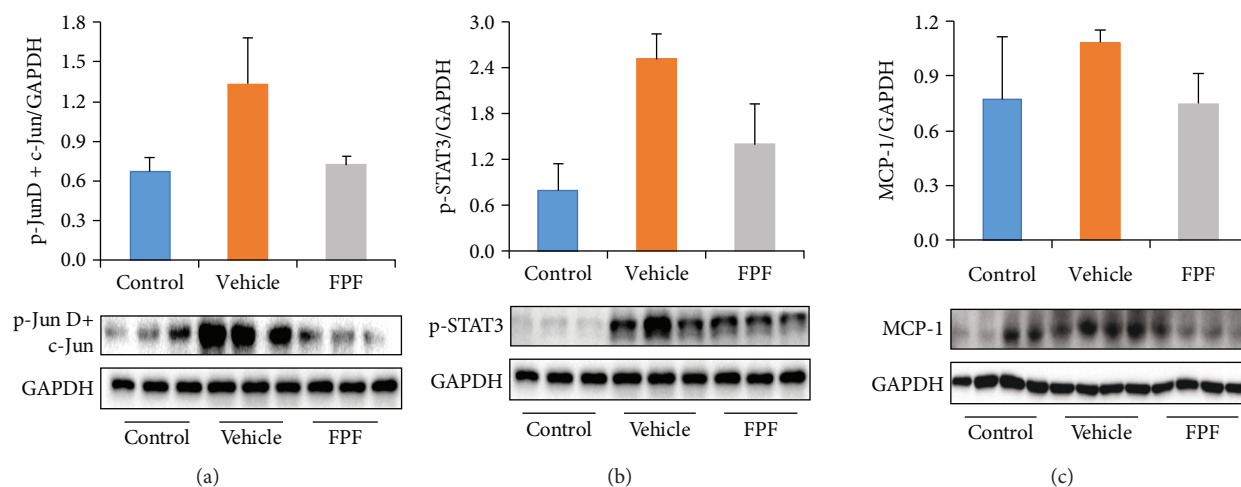 p-JunD + c-Jun/GAPDH
1.8
1.5
1.2
0.9
0.6
0.3
0.0
Control Vehicle FPF
p-Jun D+
c-Jun
GAPDH
Control Vehicle FPF
(a)
p-STAT3/GAPDH
3.0
2.4
1.8
1.2
0.6
0.0
Control Vehicle FPF
p-STAT3
GAPDH
Control Vehicle FPF
(b)
MCP-1/GAPDH
1.2
0.9
0.6
0.3
0.0
Control Vehicle FPF
MCP-1
GAPDH
Control Vehicle FPF
(c)